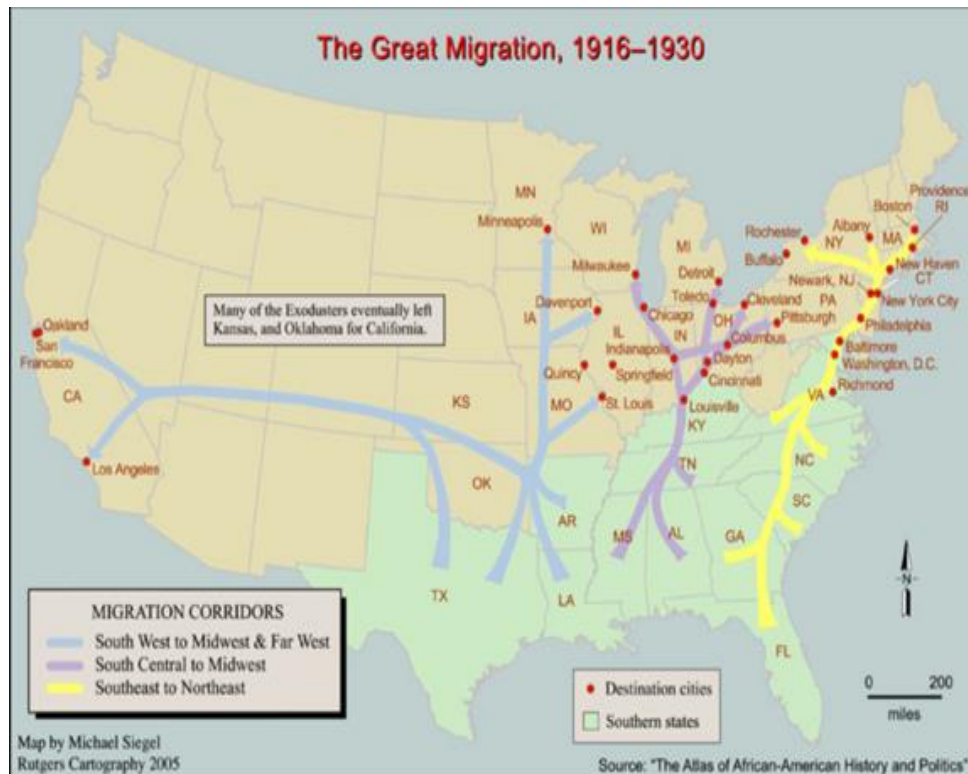 The Great Migration, 1916–1930
MN
Minneapolis
WI
MI
Milwaukee
Detroit
Toledo
Rochester
Buffalo
Albany
NY
Boston
MA
Providence
RI
New Haven
CT
Newark, NJ
New York City
PA
Philadelphia
Cleveland
Pittsburgh
OH
Columbus
Chicago
IN
Davenport
IA
IL
Indianapolis
Dayton
Cincinnati
Springfield
Quincy
Baltimore
Washington, D.C.
Richmond
VA
Many of the Exodusters eventually left
Kansas, and Oklahoma for California.
Oakland
San
Francisco
CA
Los Angeles
KS
MO
St. Louis
Louisville
KY
TN
NC
SC
OK
AR
MS
AL
GA
TX
LA
FL
N
MIGRATION CORRIDORS
South West to Midwest & Far West
South Central to Midwest
Southeast to Northeast
Destination cities
Southern states
0 200
miles
Map by Michael Siegel
Rutgers Cartography 2005
Source: "The Atlas of African-American History and Politics"